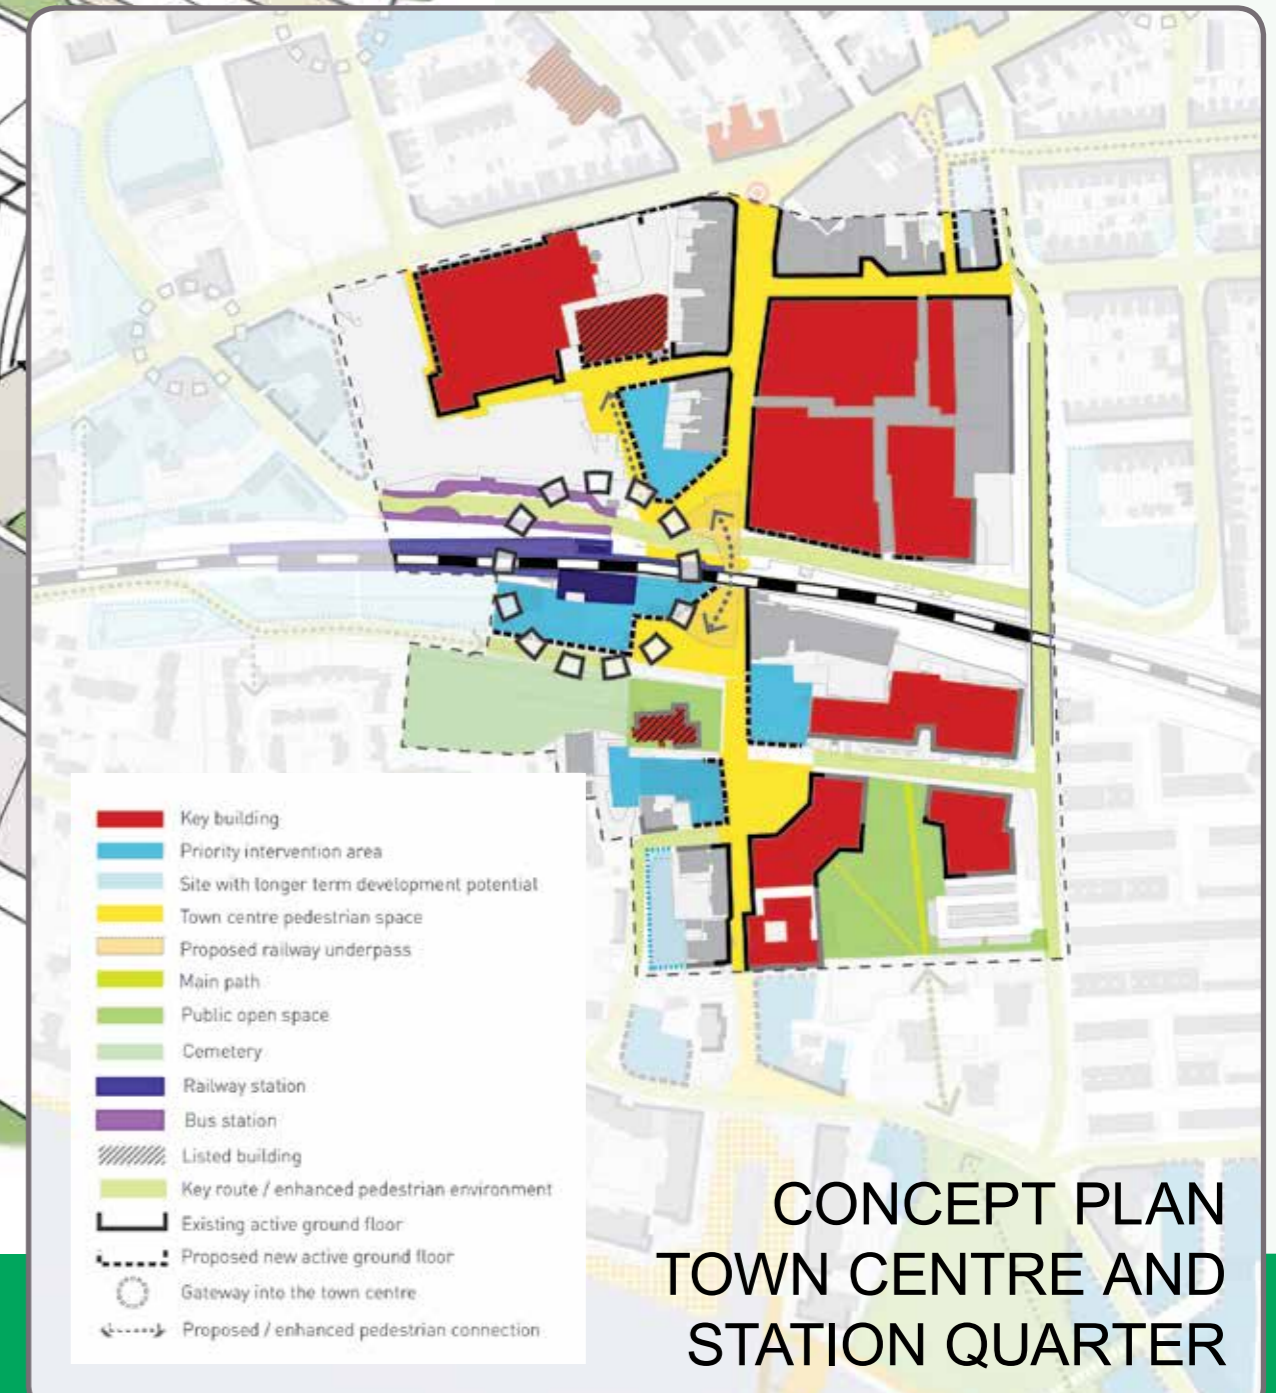 Key building
Priority intervention area
Site with longer term development potential
Town centre pedestrian space
Proposed railway underpass
Main path
Public open space
Cemetery
Railway station
Bus station
Listed building
Key route / enhanced pedestrian environment
Existing active ground floor
Proposed new active ground floor
Gateway into the town centre
Proposed / enhanced pedestrian connection
CONCEPT PLAN
TOWN CENTRE AND
STATION QUARTER